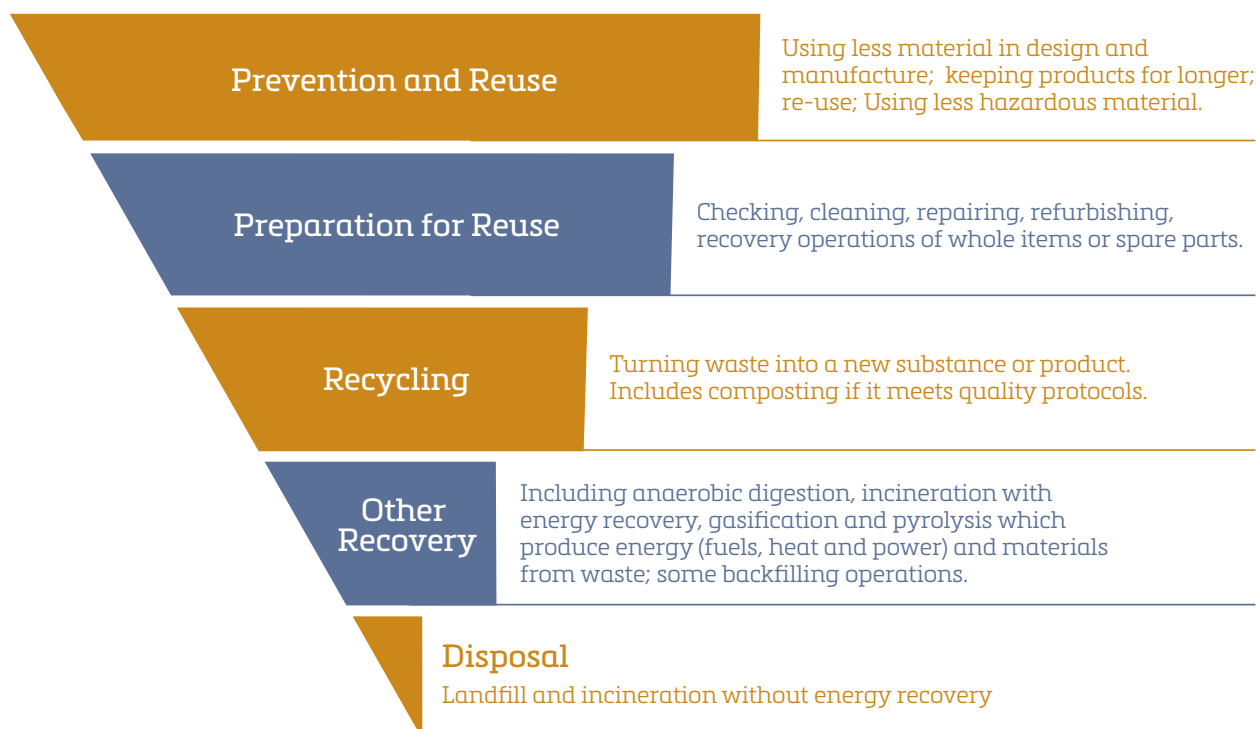 Prevention and Reuse
Using less material in design and
manufacture;  keeping products for longer;
re-use; Using less hazardous material.
Preparation for Reuse
Checking, cleaning, repairing, refurbishing,
recovery operations of whole items or spare parts.
Recycling
Turning waste into a new substance or product.
Includes composting if it meets quality protocols.
Other
Recovery
Including anaerobic digestion, incineration with
energy recovery, gasification and pyrolysis which
produce energy (fuels, heat and power) and materials
from waste; some backfilling operations.
Disposal
Landfill and incineration without energy recovery